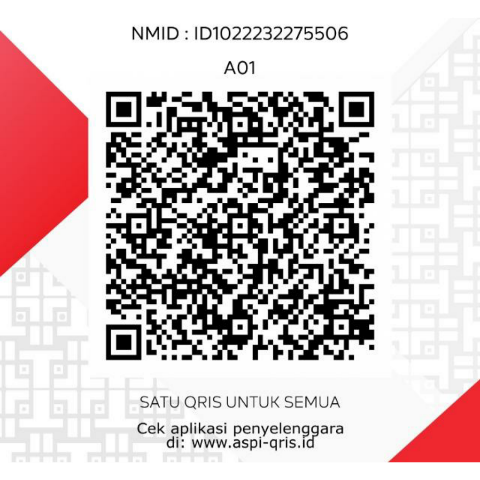 NMID : ID1022232275506
A01
SATU QRIS UNTUK SEMUA
Cek aplikasi penyelenggara
di: www.aspi-qris.id